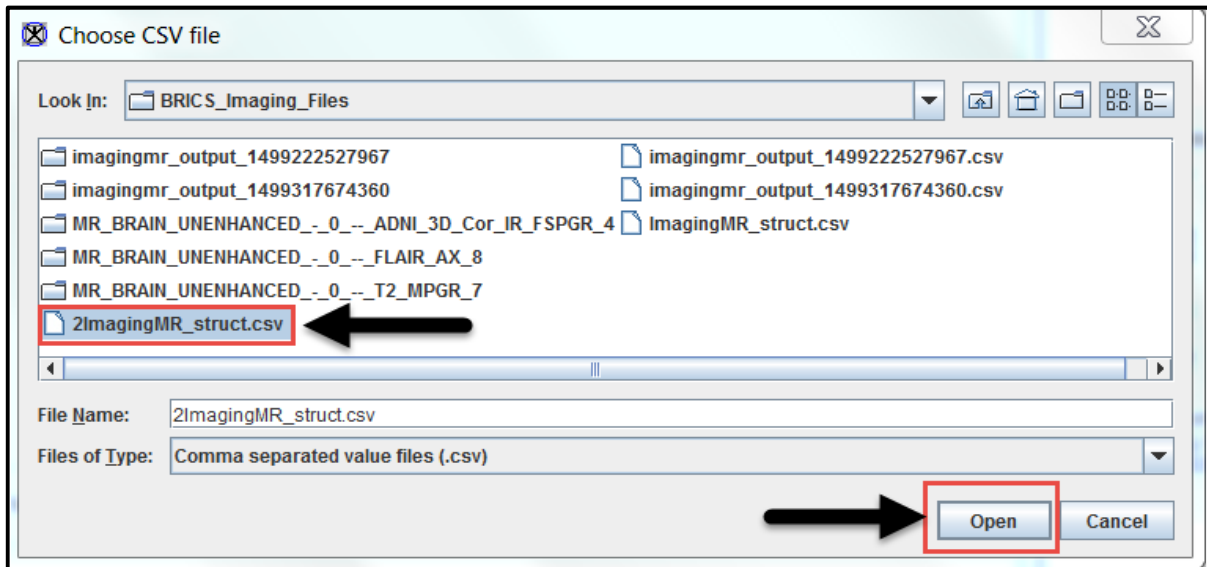 Choose CSV file
Look In: BRICS_Imaging_Files
imagingmr_output_1499222527967
imagingmr_output_1499317674360
MR_BRAIN_UNENHANCED_-_0_--_ADNI_3D_Cor_IR_FSPGR_4
MR_BRAIN_UNENHANCED_-_0_--_FLAIR_AX_8
MR_BRAIN_UNENHANCED_-_0_--_T2_MPGR_7
2ImagingMR_struct.csv
imagingmr_output_1499222527967.csv
imagingmr_output_1499317674360.csv
ImagingMR_struct.csv
File Name: 2ImagingMR_struct.csv
Files of Type: Comma separated value files (.csv)
Open Cancel